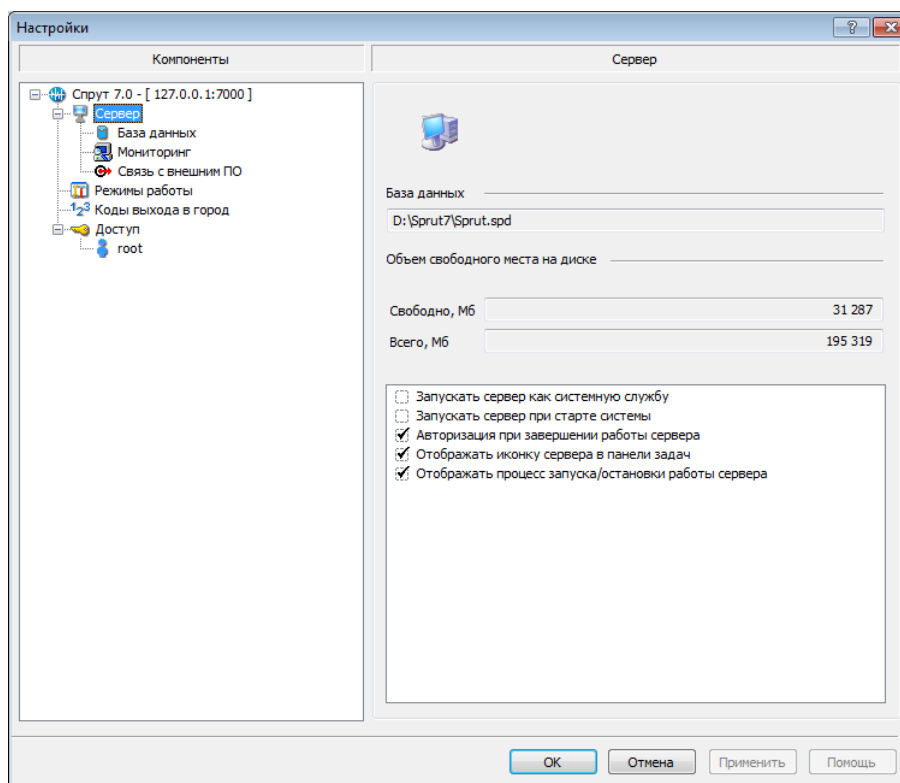 Настройки
Компоненты
Сервер
Спрут 7.0 - [ 127.0.0.1:7000 ]
Сервер
База данных
Мониторинг
Связь с внешним ПО
Режимы работы
Коды выхода в город
Доступ
root
База данных
D:\Sprut7\Sprut.spd
Объем свободного места на диске
Свободно, Мб 31 287
Всего, Мб 195 319
Запускать сервер как системную службу
Запускать сервер при старте системы
Авторизация при завершении работы сервера
Отображать иконку сервера в панели задач
Отображать процесс запуска/остановки работы сервера
OK Отмена Применить Помощь